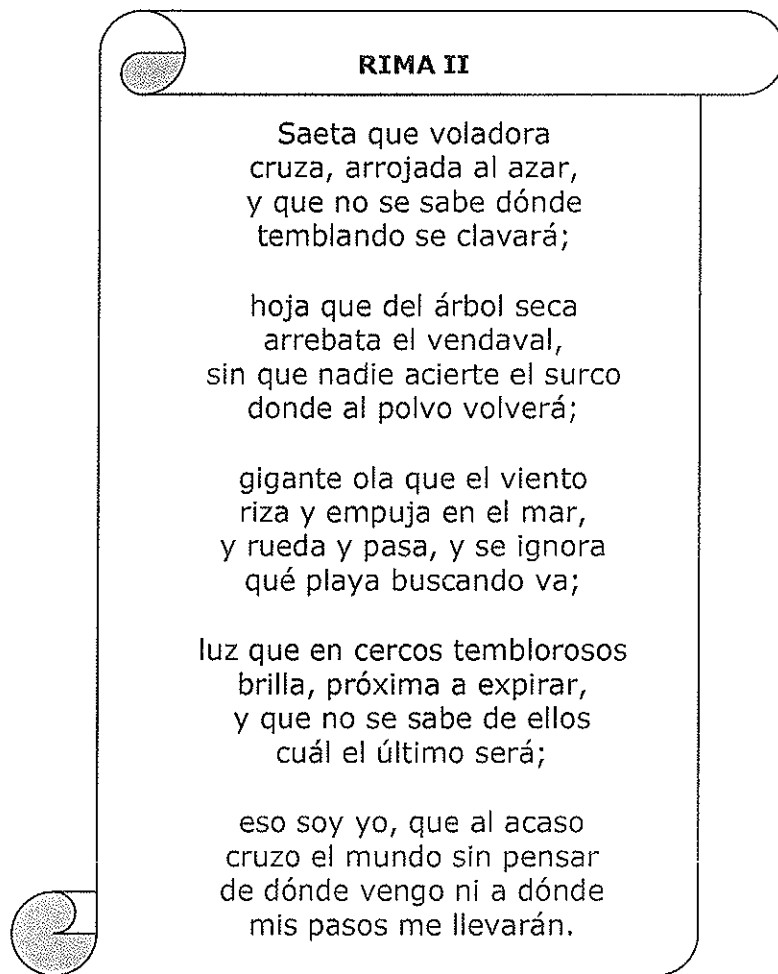 RIMA II
Saeta que voladora
cruza, arrojada al azar,
y que no se sabe dónde
temblando se clavará;
hoja que del árbol seca
arrebata el vendaval,
sin que nadie acierte el surco
donde al polvo volverá;
gigante ola que el viento
riza y empuja en el mar,
y rueda y pasa, y se ignora
qué playa buscando va;
luz que en cercos temblorosos
brilla, próxima a expirar,
y que no se sabe de ellos
cuál el último será;
eso soy yo, que al acaso
cruzo el mundo sin pensar
de dónde vengo ni a dónde
mis pasos me llevarán.